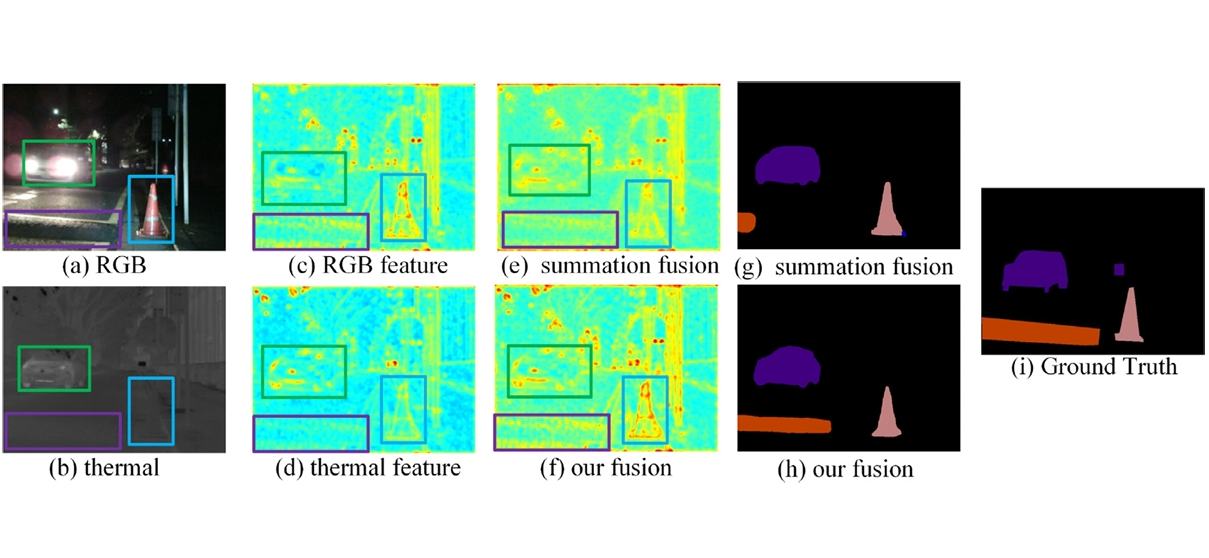 (a) RGB
(c) RGB feature
(e) summation fusion
(g) summation fusion
(b) thermal
(d) thermal feature
(f) our fusion
(h) our fusion
(i) Ground Truth